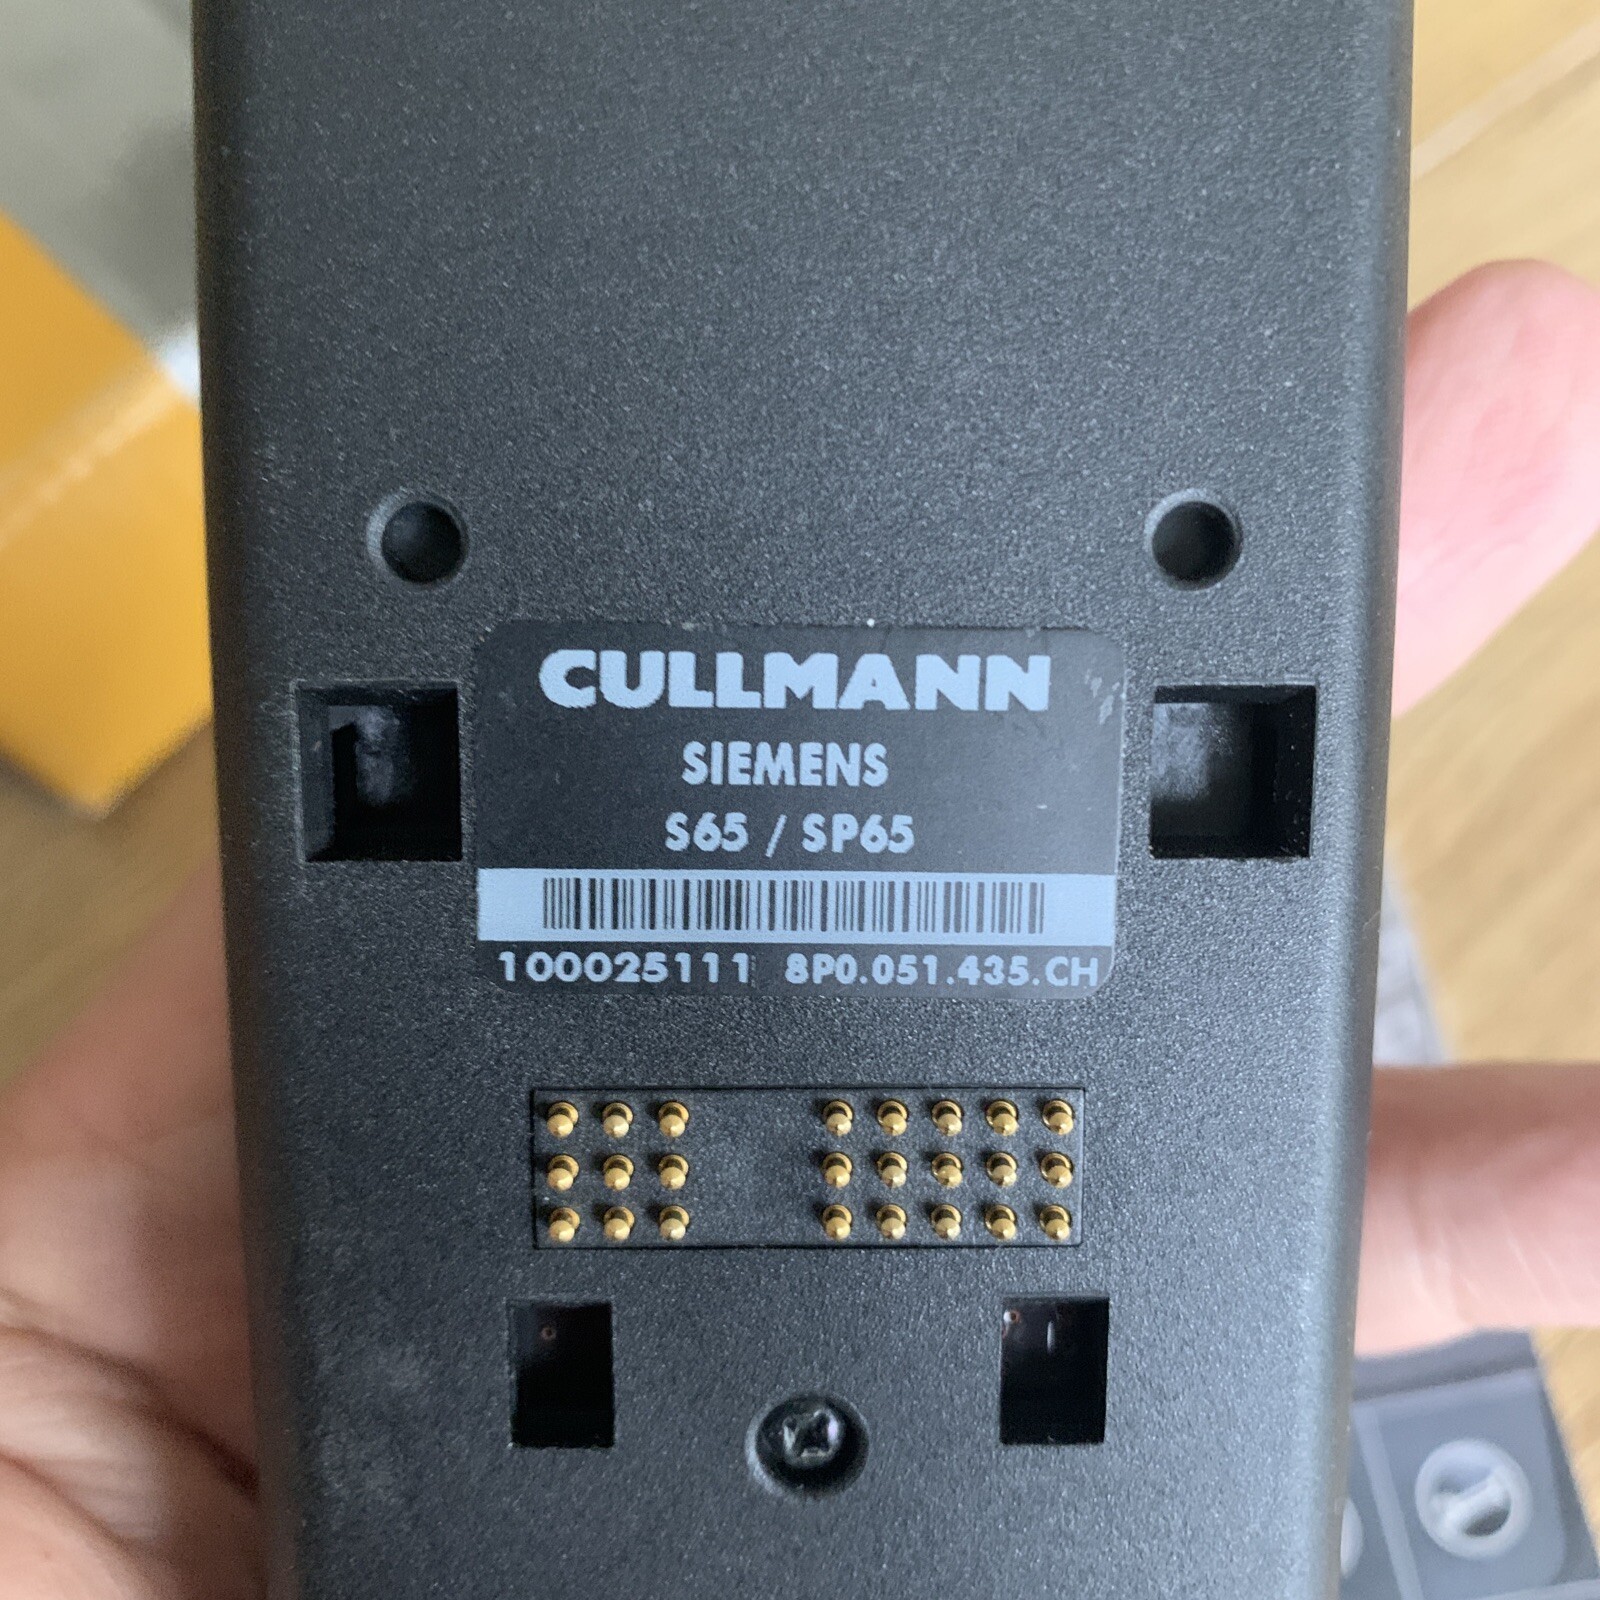 CULLMANN
SIEMENS
S65 / SP65
100025111 8P0.051.435.CH